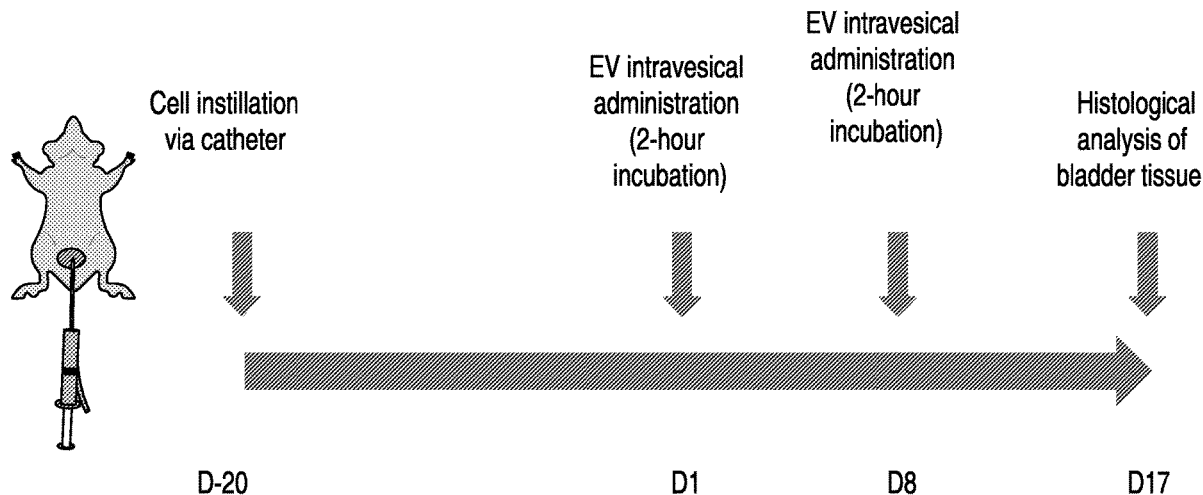 Cell instillation
via catheter
EV intravesical
administration
(2-hour
incubation)
EV intravesical
administration
(2-hour
incubation)
Histological
analysis of
bladder tissue
D-20
D1
D8
D17